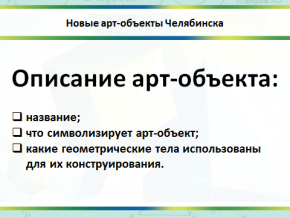 Новые арт-объекты Челябинска
Описание арт-объекта:
❑ название;
❑ что символизирует арт-объект;
❑ какие геометрические тела использованы
для их конструирования.